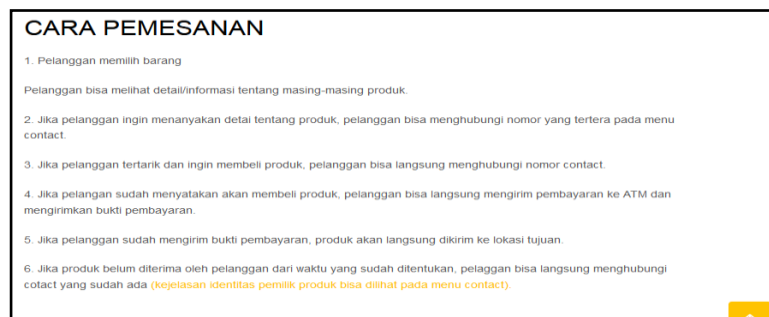 CARA PEMESANAN
1. Pelanggan memilih barang
Pelanggan bisa melihat detail/informasi tentang masing-masing produk.
2. Jika pelanggan ingin menanyakan detai tentang produk, pelanggan bisa menghubungi nomor yang tertera pada menu
contact.
3. Jika pelanggan tertarik dan ingin membeli produk, pelanggan bisa langsung menghubungi nomor contact.
4. Jika pelangan sudah menyatakan akan membeli produk, pelanggan bisa langsung mengirim pembayaran ke ATM dan
mengirimkan bukti pembayaran.
5. Jika pelanggan sudah mengirim bukti pembayaran, produk akan langsung dikirim ke lokasi tujuan.
6. Jika produk belum diterima oleh pelanggan dari waktu yang sudah ditentukan, pelaggan bisa langsung menghubungi
cotact yang sudah ada (kejelasan identitas pemilik produk bisa dilihat pada menu contact).